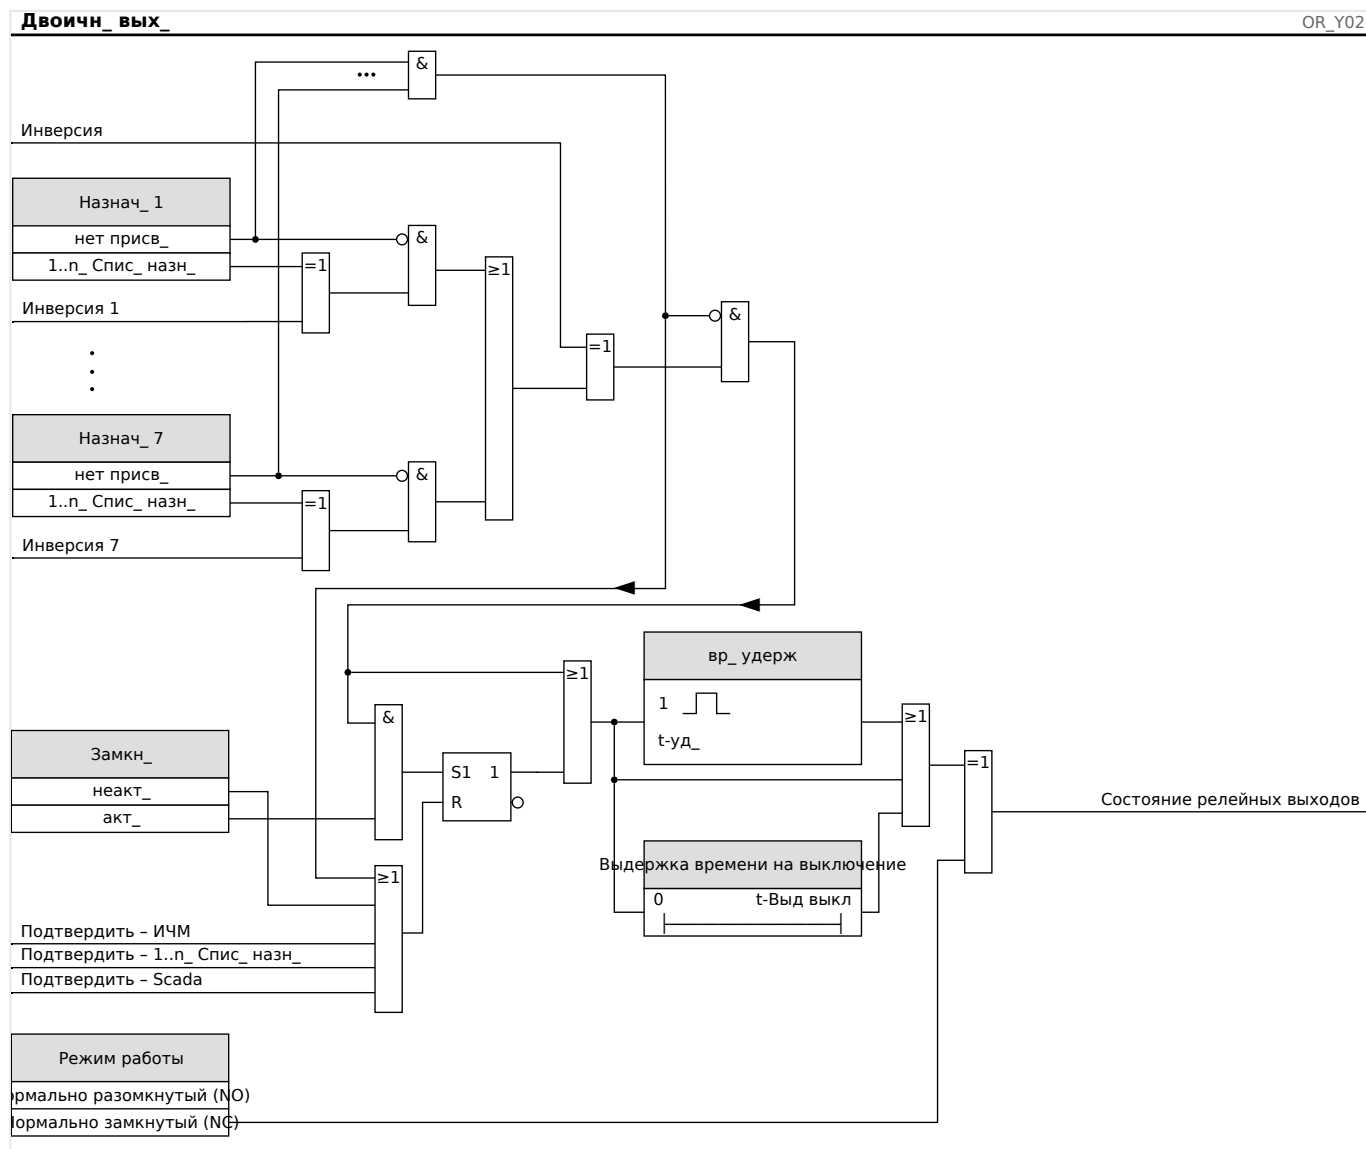 Двоичн_ вых_
OR_Y02
&
...
Инверсия
Назнач_ 1
нет присв_
&
1..n_ Спис_ назн_
=1
≥1
Инверсия 1
&
=1
Назнач_ 7
нет присв_
&
1..n_ Спис_ назн_
=1
Инверсия 7
вр_ удерж
≥1
1
&
≥1
t-уд_
Замкн_
=1
S1 1
неакт_
R
Состояние релейных выходов
акт_
Выдержка времени на выключение
≥1
0
t-Выд выкл
Подтвердить – ИЧМ
Подтвердить – 1..n_ Спис_ назн_
Подтвердить – Scada
Режим работы
ормально разомкнутый (NO)
ормально замкнутый (NC)